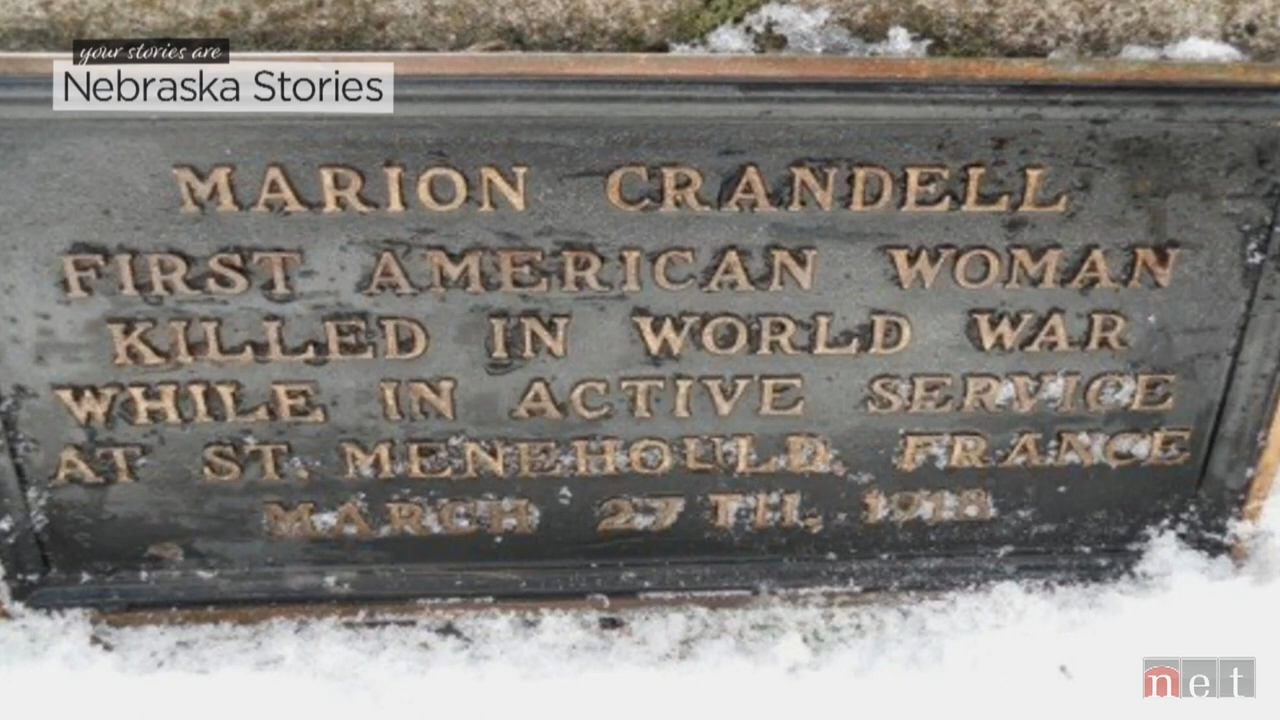 your stories are
Nebraska Stories
MARION CRANDELL
FIRST AMERICAN WOMAN
KILLED IN WORLD WAR
WHILE IN ACTIVE SERVICE
AT ST. MENEHOULD, FRANCE
MARCH 27TH, 1918
net